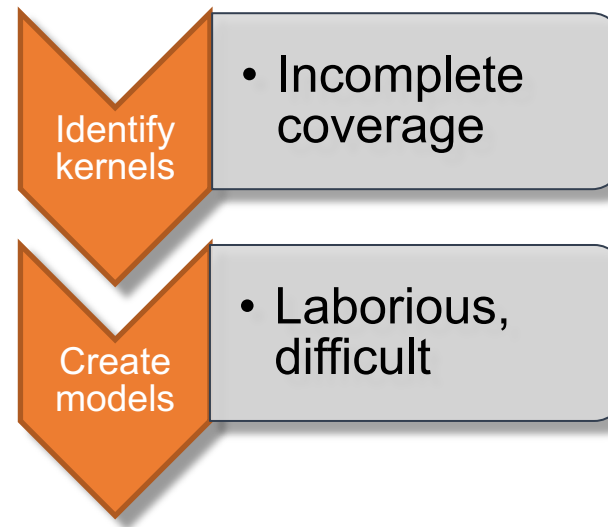 Identify
kernels
• Incomplete
coverage
Create
models
• Laborious,
difficult